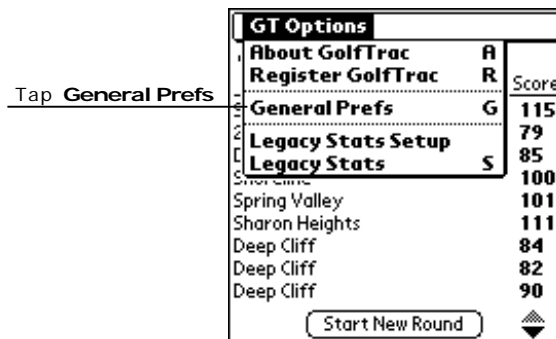 GT Options
About GolfTrac A
Register GolfTrac R
Score
Tap General Prefs
General Prefs G 115
79
Legacy Stats Setup
85
Legacy Stats S
Shoreline 100
Spring Valley 101
Sharon Heights 111
Deep Cliff 84
Deep Cliff 82
Deep Cliff 90
Start New Round